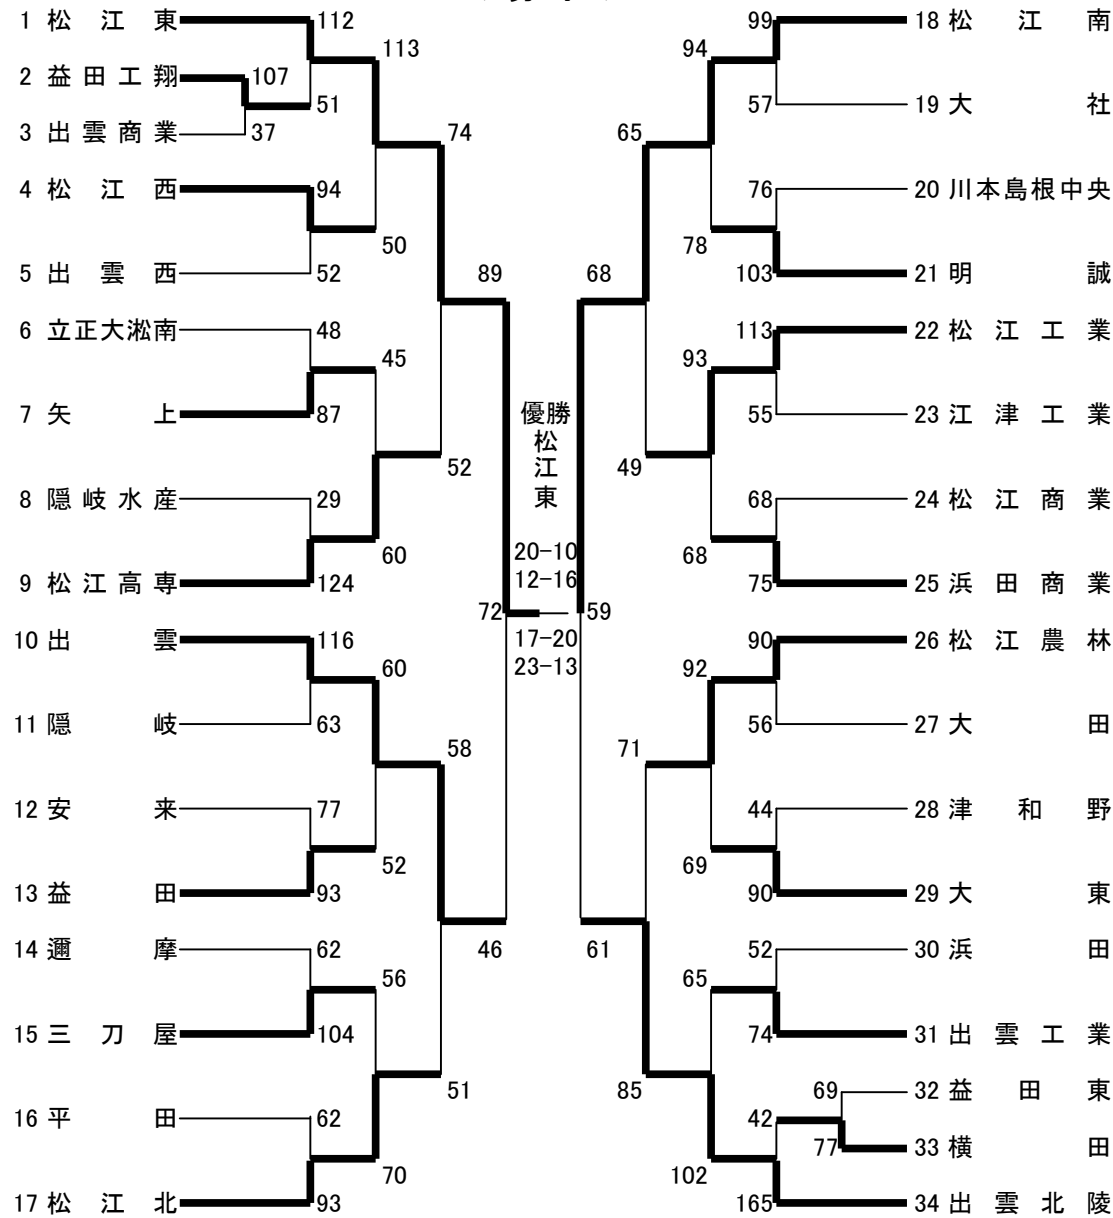 1 松江東 112
113
2 益田工翔 107
51
3 出雲商業 37
74
4 松江西 94
50
5 出雲西 52
89
6 立正大淞南 48
45
7 矢上 87
52
8 隠岐水産 29
60
9 松江高専 124
72
10 出雲 116
60
11 隠岐 63
58
12 安来 77
52
13 益田 93
46
14 邇摩 62
56
15 三刀屋 104
51
16 平田 62
70
17 松江北 93
優勝
松
江
東
20-10
12-16
17-20
23-13
99 18 松江南
94
57 19 大社
65
76 20 川本島根中央
78
103 21 明誠
68
113 22 松江工業
93
55 23 江津工業
49
68 24 松江商業
68
75 25 浜田商業
59
90 26 松江農林
92
56 27 大田
71
44 28 津和野
69
90 29 大東
61
52 30 浜田
65
74 31 出雲工業
85
69 32 益田東
42
77 33 横田
102
165 34 出雲北陵